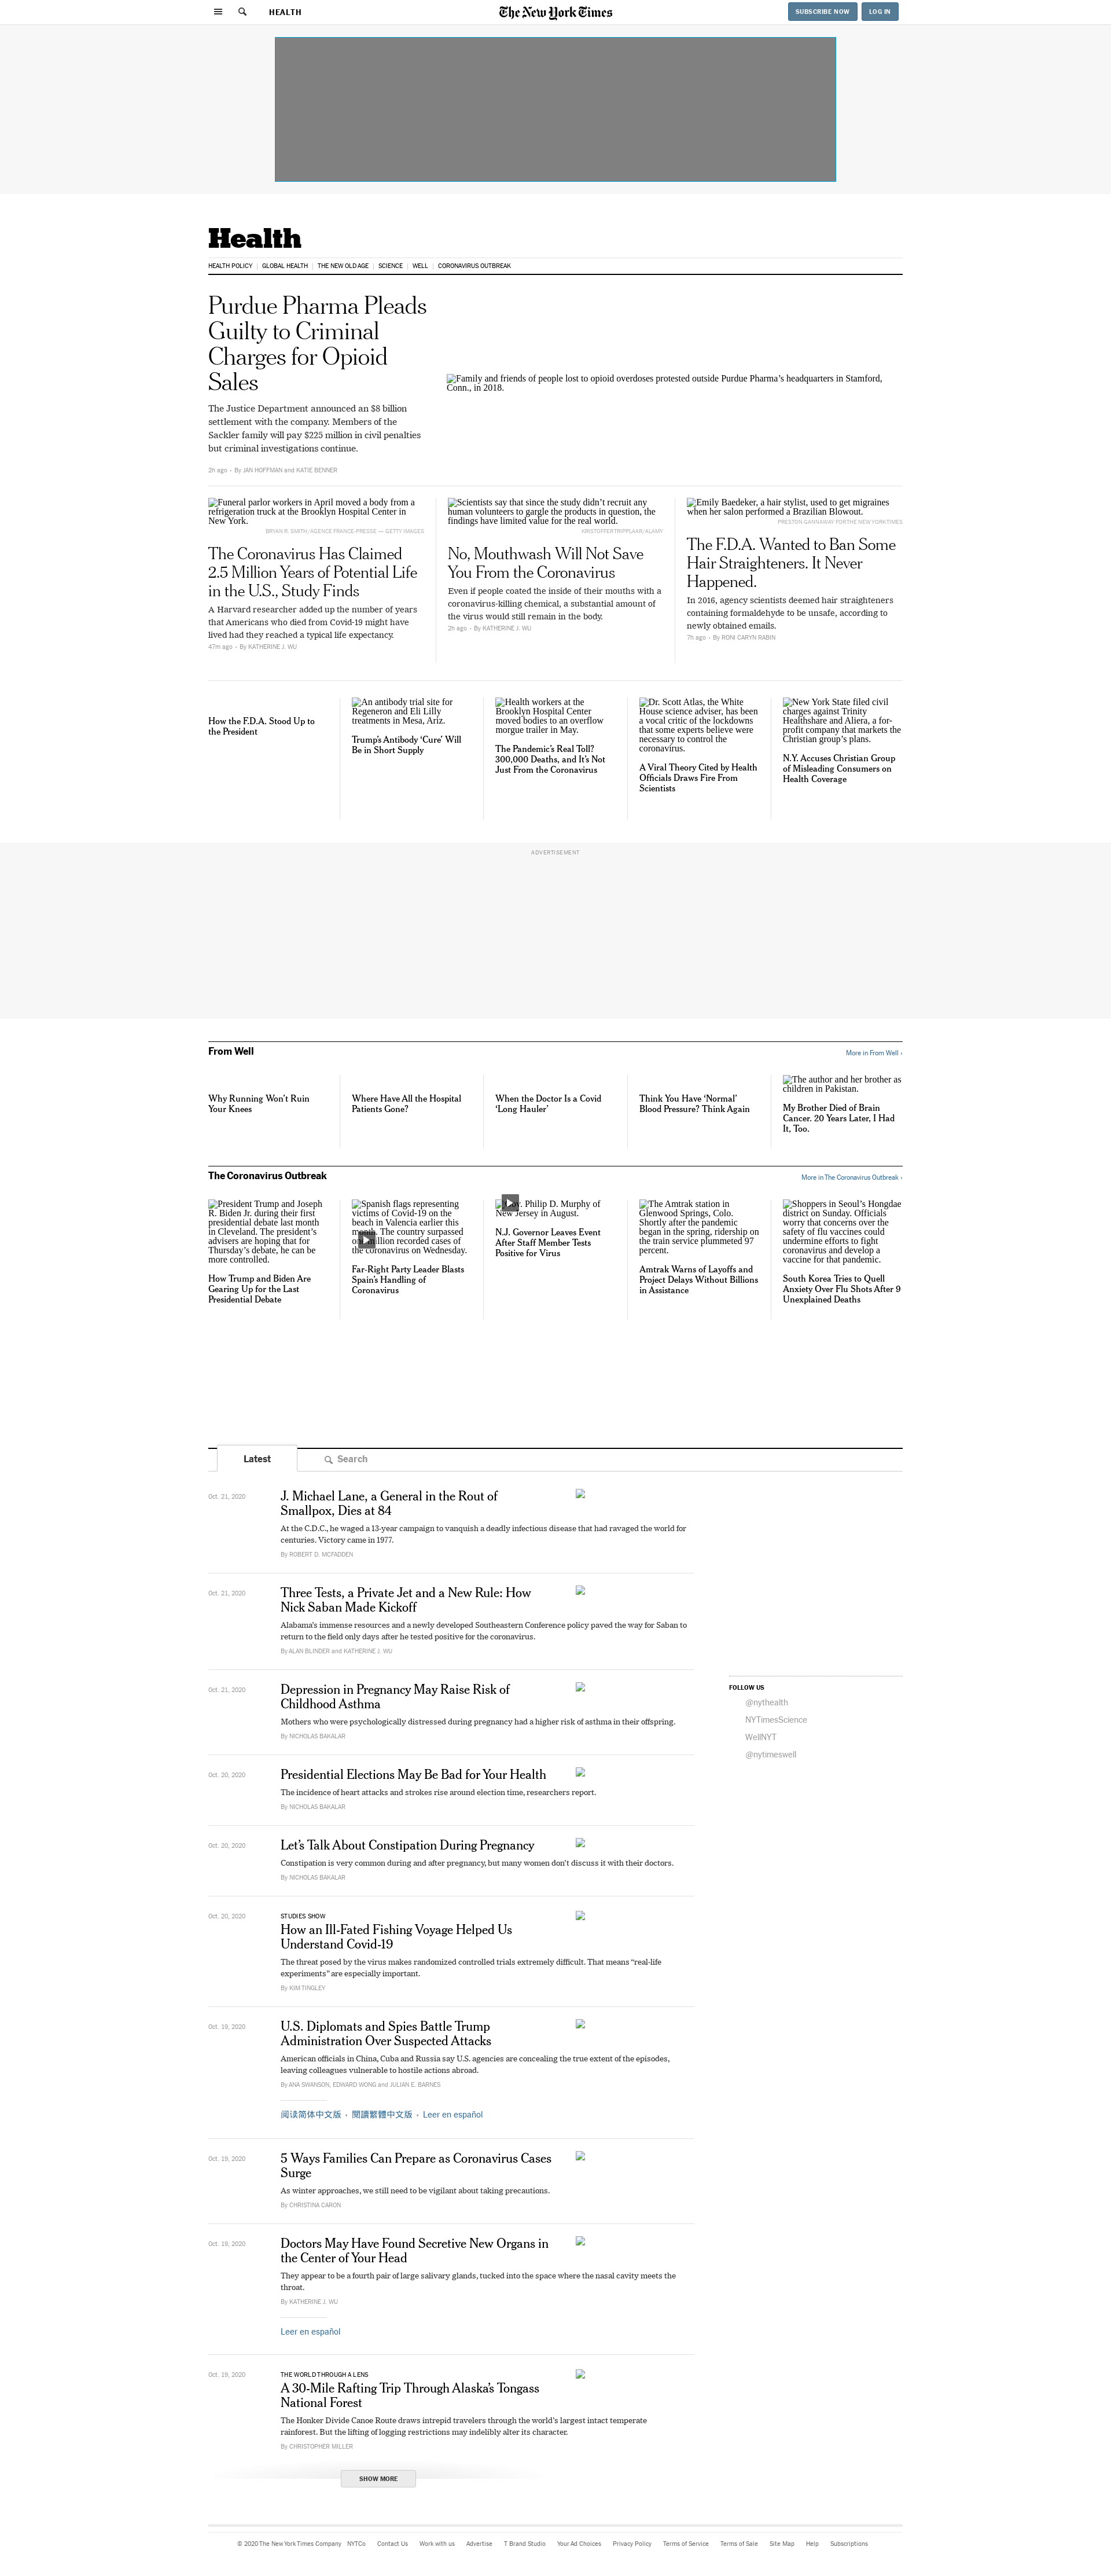 HEALTH
The New York Times
SUBSCRIBE NOW
LOG IN
Health
HEALTH POLICY
GLOBAL HEALTH
THE NEW OLD AGE
SCIENCE
WELL
CORONAVIRUS OUTBREAK
Purdue Pharma Pleads
Guilty to Criminal
Charges for Opioid
Sales
The Justice Department announced an $8 billion
settlement with the company. Members of the
Sackler family will pay $225 million in civil penalties
but criminal investigations continue.
2h ago • By JAN HOFFMAN and KATIE BENNER
Family and friends of people lost to opioid overdoses protested outside Purdue Pharma’s headquarters in Stamford,
Conn., in 2018.
Funeral parlor workers in April moved a body from a
refrigeration truck at the Brooklyn Hospital Center in
New York.
BRYAN R. SMITH/AGENCE FRANCE-PRESSE — GETTY IMAGES
The Coronavirus Has Claimed
2.5 Million Years of Potential Life
in the U.S., Study Finds
A Harvard researcher added up the number of years
that Americans who died from Covid-19 might have
lived had they reached a typical life expectancy.
47m ago • By KATHERINE J. WU
Scientists say that since the study didn’t recruit any
human volunteers to gargle the products in question, the
findings have limited value for the real world.
KRISTOFFERTRIPPLAAR/ALAMY
No, Mouthwash Will Not Save
You From the Coronavirus
Even if people coated the inside of their mouths with a
coronavirus-killing chemical, a substantial amount of
the virus would still remain in the body.
2h ago • By KATHERINE J. WU
Emily Baedeker, a hair stylist, used to get migraines
when her salon performed a Brazilian Blowout.
PRESTON GANNAWAY FOR THE NEW YORK TIMES
The F.D.A. Wanted to Ban Some
Hair Straighteners. It Never
Happened.
In 2016, agency scientists deemed hair straighteners
containing formaldehyde to be unsafe, according to
newly obtained emails.
7h ago • By RONI CARYN RABIN
How the F.D.A. Stood Up to
the President
An antibody trial site for
Regeneron and Eli Lilly
treatments in Mesa, Ariz.
Trump’s Antibody ‘Cure’ Will
Be in Short Supply
Health workers at the
Brooklyn Hospital Center
moved bodies to an overflow
morgue trailer in May.
The Pandemic’s Real Toll?
300,000 Deaths, and It’s Not
Just From the Coronavirus
Dr. Scott Atlas, the White
House science adviser, has been
a vocal critic of the lockdowns
that some experts believe were
necessary to control the
coronavirus.
A Viral Theory Cited by Health
Officials Draws Fire From
Scientists
New York State filed civil
charges against Trinity
Healthshare and Aliera, a for-
profit company that markets the
Christian group’s plans.
N.Y. Accuses Christian Group
of Misleading Consumers on
Health Coverage
ADVERTISEMENT
From Well
More in From Well ›
Why Running Won’t Ruin
Your Knees
Where Have All the Hospital
Patients Gone?
When the Doctor Is a Covid
‘Long Hauler’
Think You Have ‘Normal’
Blood Pressure? Think Again
The author and her brother as
children in Pakistan.
My Brother Died of Brain
Cancer. 20 Years Later, I Had
It, Too.
The Coronavirus Outbreak
More in The Coronavirus Outbreak ›
President Trump and Joseph
R. Biden Jr. during their first
presidential debate last month
in Cleveland. The president’s
advisers are hoping that for
Thursday’s debate, he can be
more controlled.
How Trump and Biden Are
Gearing Up for the Last
Presidential Debate
Spanish flags representing
victims of Covid-19 on the
beach in Valencia earlier this
The country surpassed
million recorded cases of
the coronavirus on Wednesday.
Far-Right Party Leader Blasts
Spain’s Handling of
Coronavirus
Philip D. Murphy of
New Jersey in August.
N.J. Governor Leaves Event
After Staff Member Tests
Positive for Virus
The Amtrak station in
Glenwood Springs, Colo.
Shortly after the pandemic
began in the spring, ridership on
the train service plummeted 97
percent.
Amtrak Warns of Layoffs and
Project Delays Without Billions
in Assistance
Shoppers in Seoul’s Hongdae
district on Sunday. Officials
worry that concerns over the
safety of flu vaccines could
undermine efforts to fight
coronavirus and develop a
vaccine for that pandemic.
South Korea Tries to Quell
Anxiety Over Flu Shots After 9
Unexplained Deaths
Latest
Search
Oct. 21, 2020
J. Michael Lane, a General in the Rout of
Smallpox, Dies at 84
At the C.D.C., he waged a 13-year campaign to vanquish a deadly infectious disease that had ravaged the world for
centuries. Victory came in 1977.
By ROBERT D. MCFADDEN
Oct. 21, 2020
Three Tests, a Private Jet and a New Rule: How
Nick Saban Made Kickoff
Alabama’s immense resources and a newly developed Southeastern Conference policy paved the way for Saban to
return to the field only days after he tested positive for the coronavirus.
By ALAN BLINDER and KATHERINE J. WU
Oct. 21, 2020
Depression in Pregnancy May Raise Risk of
Childhood Asthma
Mothers who were psychologically distressed during pregnancy had a higher risk of asthma in their offspring.
By NICHOLAS BAKALAR
Oct. 20, 2020
Presidential Elections May Be Bad for Your Health
The incidence of heart attacks and strokes rise around election time, researchers report.
By NICHOLAS BAKALAR
Oct. 20, 2020
Let’s Talk About Constipation During Pregnancy
Constipation is very common during and after pregnancy, but many women don’t discuss it with their doctors.
By NICHOLAS BAKALAR
Oct. 20, 2020
STUDIES SHOW
How an Ill-Fated Fishing Voyage Helped Us
Understand Covid-19
The threat posed by the virus makes randomized controlled trials extremely difficult. That means “real-life
experiments” are especially important.
By KIM TINGLEY
Oct. 19, 2020
U.S. Diplomats and Spies Battle Trump
Administration Over Suspected Attacks
American officials in China, Cuba and Russia say U.S. agencies are concealing the true extent of the episodes,
leaving colleagues vulnerable to hostile actions abroad.
By ANA SWANSON, EDWARD WONG and JULIAN E. BARNES
阅读简体中文版 • 閱讀繁體中文版 • Leer en español
Oct. 19, 2020
5 Ways Families Can Prepare as Coronavirus Cases
Surge
As winter approaches, we still need to be vigilant about taking precautions.
By CHRISTINA CARON
Oct. 19, 2020
Doctors May Have Found Secretive New Organs in
the Center of Your Head
They appear to be a fourth pair of large salivary glands, tucked into the space where the nasal cavity meets the
throat.
By KATHERINE J. WU
Leer en español
Oct. 19, 2020
THE WORLD THROUGH A LENS
A 30-Mile Rafting Trip Through Alaska’s Tongass
National Forest
The Honker Divide Canoe Route draws intrepid travelers through the world’s largest intact temperate
rainforest. But the lifting of logging restrictions may indelibly alter its character.
By CHRISTOPHER MILLER
SHOW MORE
FOLLOW US
@nythealth
NYTimesScience
WellNYT
@nytimeswell
© 2020 The New York Times Company
NYTCo
Contact Us
Work with us
Advertise
T Brand Studio
Your Ad Choices
Privacy Policy
Terms of Service
Terms of Sale
Site Map
Help
Subscriptions